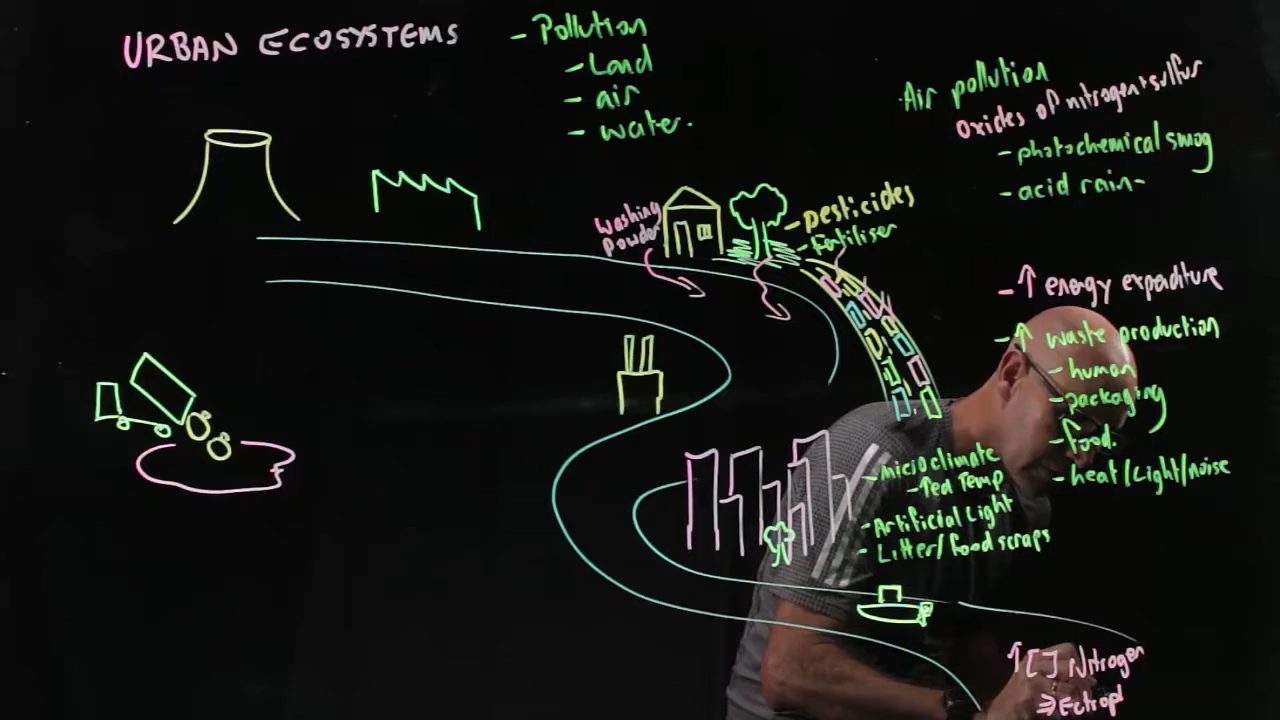 URBAN ECOSYSTEMS
- Pollution
- Land
- air
- water.
Air pollution
oxides of nitrogen + sulfur
- photochemical smog
- acid rain-
washing
powder
- pesticides
- Fertiliser
- ↑ energy expenditure
- ↑ waste production
- human
- packaging
- food.
- heat/Light/noise
- microclimate
- ↑ed Temp
- Artificial Light
- Litter/food scraps
↑ [ ] Nitrogen
⇒ Ectrop